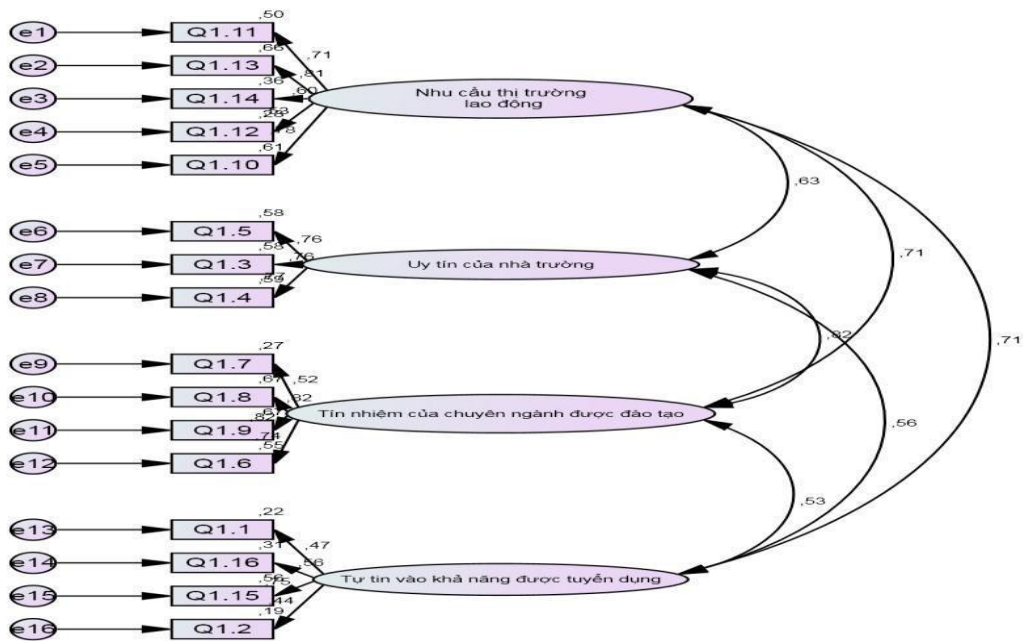 ,50
e1 Q1.11
,71
,66
e2 Q1.13
,81
,36
e3 Q1.14
,60
Nhu cầu thị trường
lao động
e4 Q1.12
,61
e5 Q1.10
,63
,58
e6 Q1.5
,76
,58
e7 Q1.3
,76
Uy tín của nhà trường
,71
e8 Q1.4
,59
,82
,71
,27
e9 Q1.7
,52
,67
e10 Q1.8
,82
Tín nhiệm của chuyên ngành được đào tạo
e11 Q1.9
,56
,74
,55
e12 Q1.6
,53
,22
e13 Q1.1
,47
,31
e14 Q1.16
,56
Tự tin vào khả năng được tuyển dụng
,56
e15 Q1.15
,75
,44
,19
e16 Q1.2